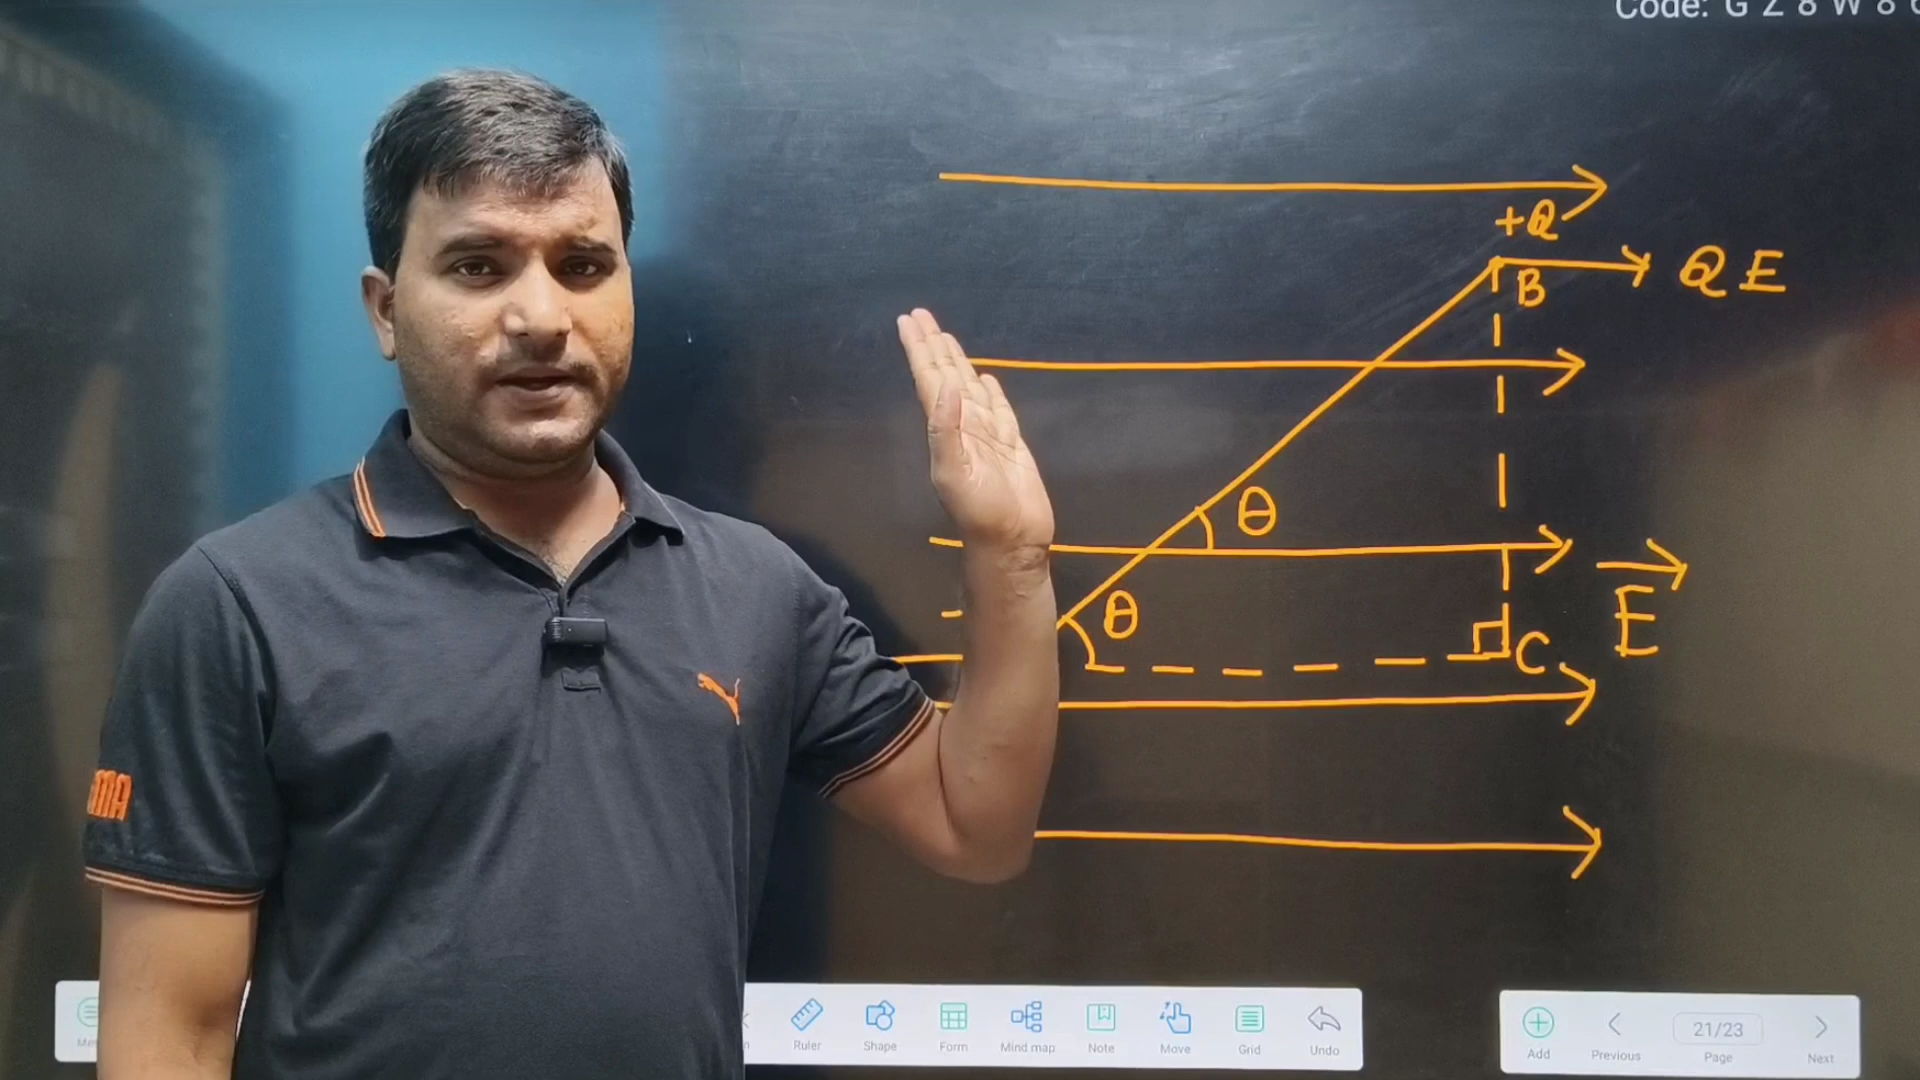 Code: G Z 8 W 8
+Q
B
QE
θ
θ
E
C
Ruler
Shape
Form
Mind map
Note
Move
Grid
Undo
Add
Previous
21/23
Page
Next